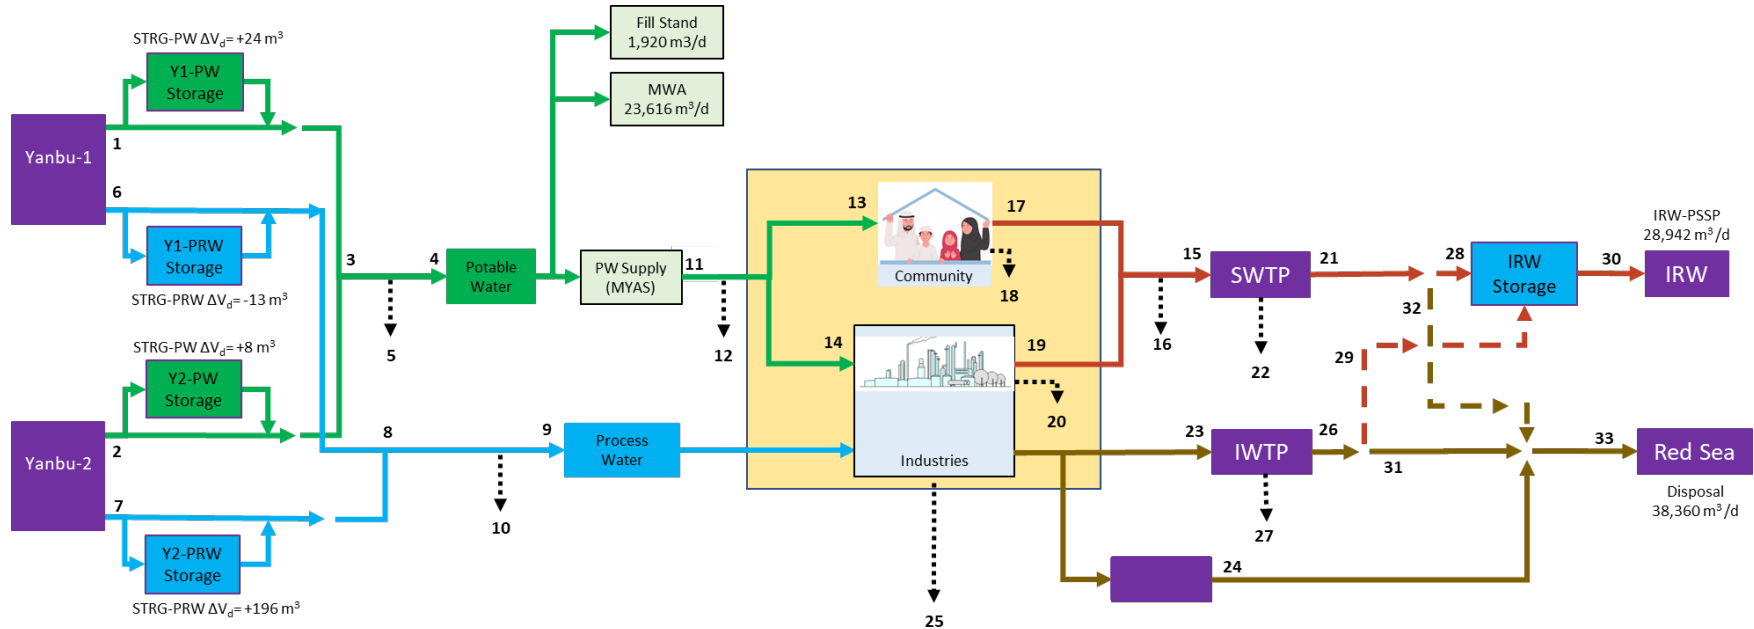 STRG-PW ΔVd= +24 m³
Y1-PW
Storage
Fill Stand
1,920 m3/d
MWA
23,616 m³/d
Yanbu-1
1
6
Y1-PRW
Storage
STRG-PRW ΔVd= -13 m³
3
4
5
Potable
Water
PW Supply
(MYAS)
11
12
13
14
Community
17
18
19
20
Industries
15
16
SWTP
21
22
28
IRW
Storage
30
IRW-PSSP
28,942 m³/d
IRW
32
29
STRG-PW ΔVd= +8 m³
Y2-PW
Storage
Yanbu-2
2
7
Y2-PRW
Storage
STRG-PRW ΔVd= +196 m³
8
9
10
Process
Water
25
23
IWTP
26
27
31
33
Red Sea
Disposal
38,360 m³/d
24